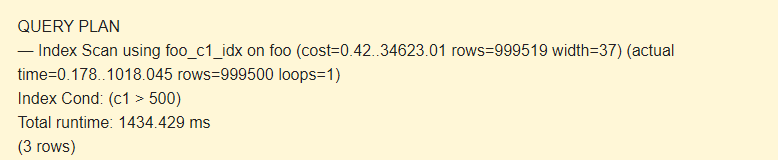 QUERY PLAN
— Index Scan using foo_c1_idx on foo (cost=0.42..34623.01 rows=999519 width=37) (actual
time=0.178..1018.045 rows=999500 loops=1)
Index Cond: (c1 > 500)
Total runtime: 1434.429 ms
(3 rows)